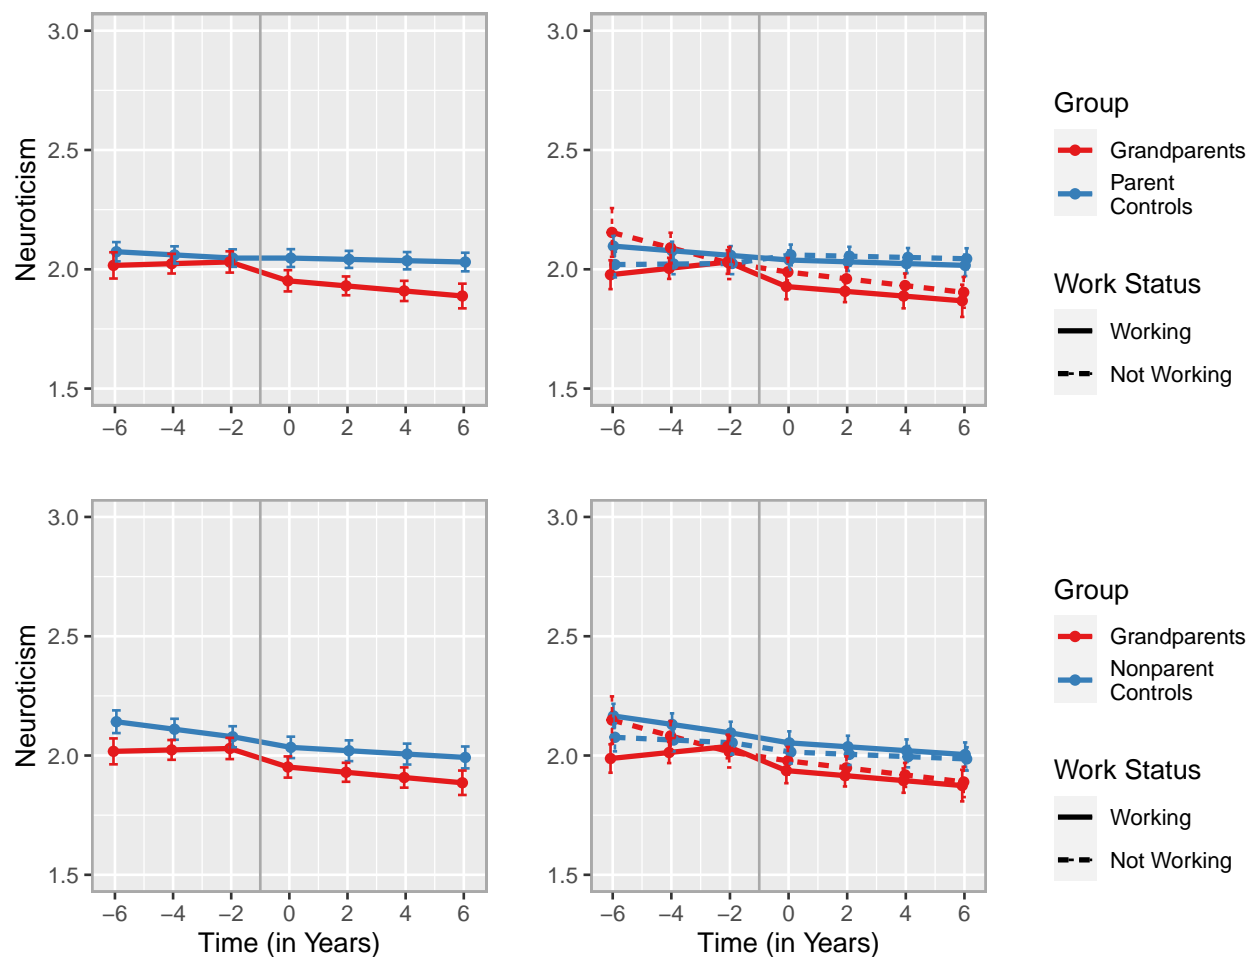 3.0
2.5
2.0
1.5
Neuroticism
−6 −4 −2 0 2 4 6
3.0
2.5
2.0
1.5
−6 −4 −2 0 2 4 6
Group
Grandparents
Parent
Controls
Work Status
Working
Not Working
3.0
2.5
2.0
1.5
Neuroticism
−6 −4 −2 0 2 4 6
Time (in Years)
3.0
2.5
2.0
1.5
−6 −4 −2 0 2 4 6
Time (in Years)
Group
Grandparents
Nonparent
Controls
Work Status
Working
Not Working